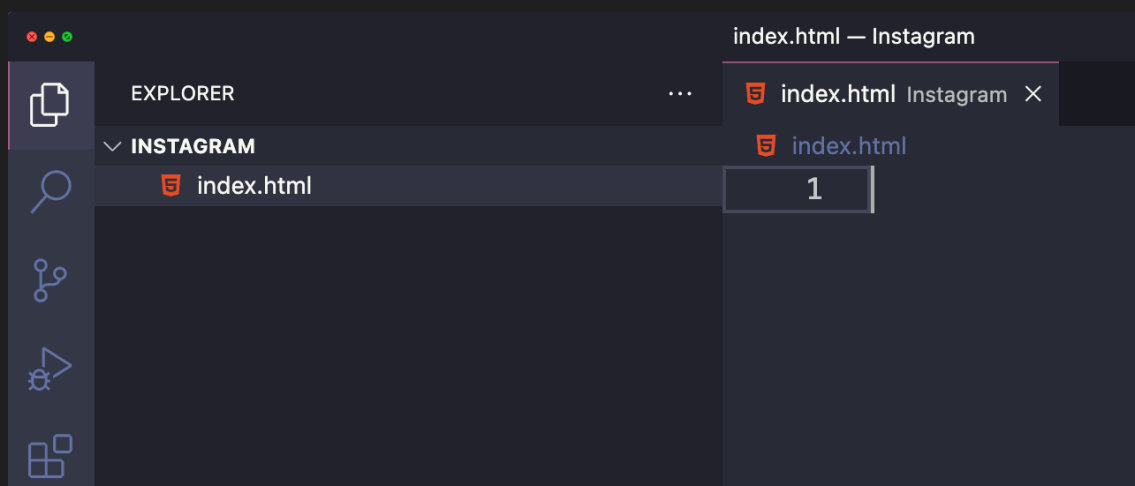 index.html — Instagram
EXPLORER ...
INSTAGRAM
index.html
index.html Instagram
index.html
1